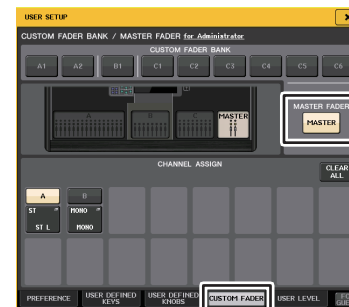 USER SETUP
CUSTOM FADER BANK / MASTER FADER for Administrator
CUSTOM FADER BANK
A1 A2 B1 C1 C2 C3 C4 C5 C6
A B C MASTER
MASTER FADER
MASTER
CHANNEL ASSIGN
CLEAR
ALL
A B
ST MONO
ST L MONO
PREFERENCE
USER DEFINED
KEYS
USER DEFINED
KNOBS
CUSTOM FADER
USER LEVEL